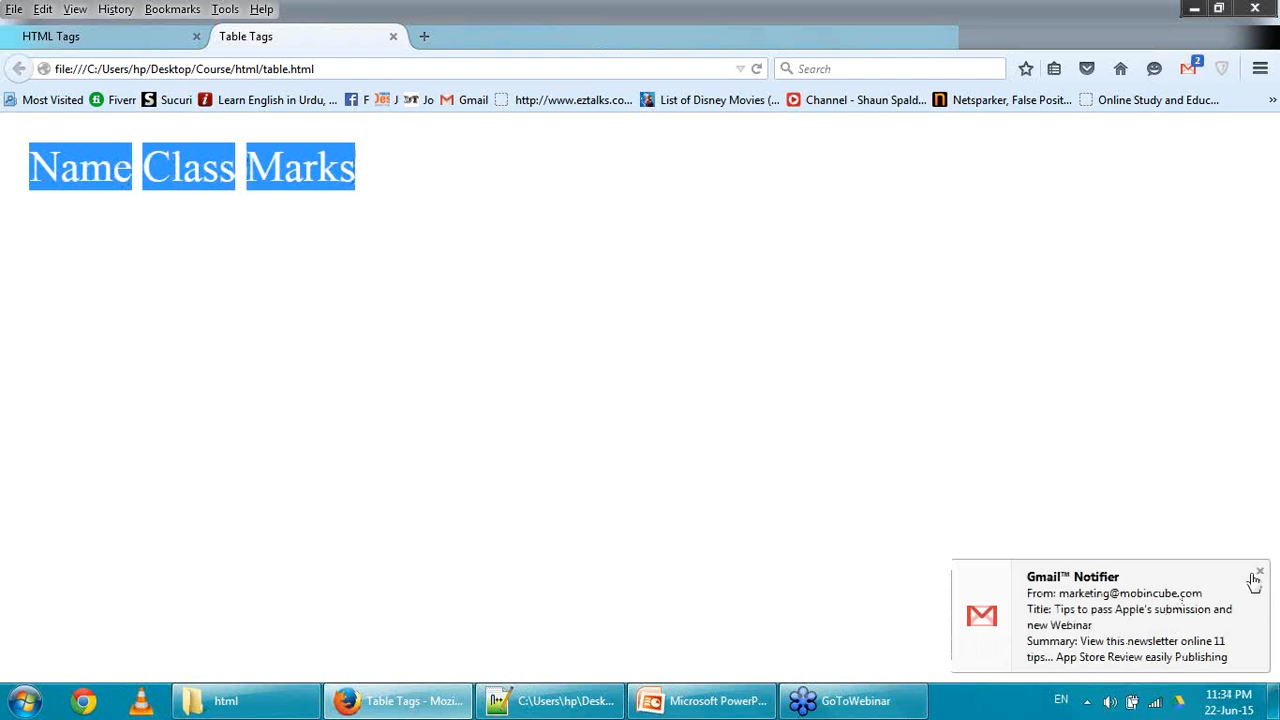 File Edit View History Bookmarks Tools Help
HTML Tags × Table Tags × +
file:///C:/Users/hp/Desktop/Course/html/table.html Search 2
Most Visited Fiverr Sucuri Learn English in Urdu, ... F J Jo Gmail http://www.eztalks.co... List of Disney Movies (... Channel - Shaun Spald... Netsparker, False Posit... Online Study and Educ... »
Name Class Marks
Gmail™ Notifier
From: marketing@mobincube.com
Title: Tips to pass Apple's submission and
new Webinar
Summary: View this newsletter online 11
tips... App Store Review easily Publishing
html Table Tags - Mozi... C:\Users\hp\Desk... Microsoft PowerP... GoToWebinar EN 11:34 PM
22-Jun-15